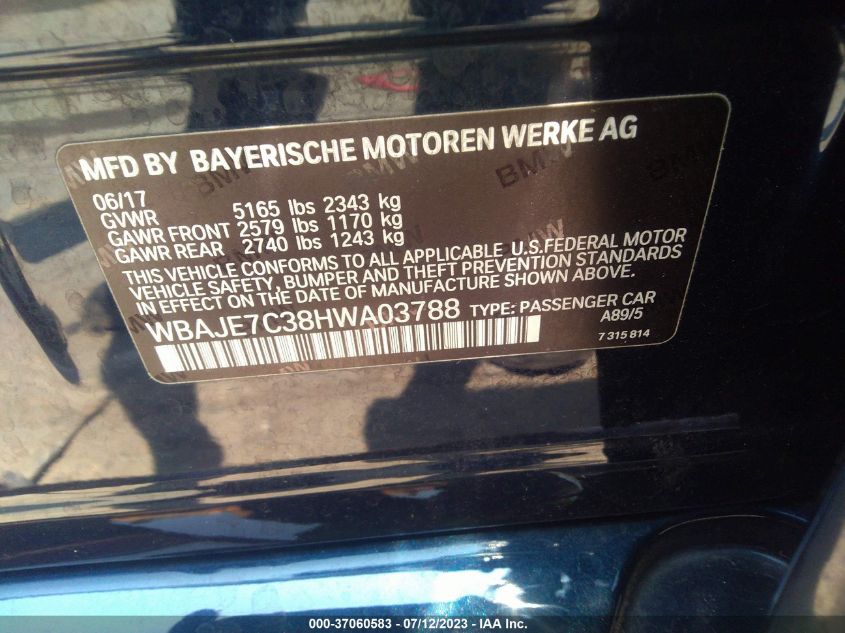 MFD BY BAYERISCHE MOTOREN WERKE AG
06/17
GVWR 5165 lbs 2343 kg
GAWR FRONT 2579 lbs 1170 kg
GAWR REAR 2740 lbs 1243 kg
THIS VEHICLE CONFORMS TO ALL APPLICABLE U.S.FEDERAL MOTOR
VEHICLE SAFETY, BUMPER AND THEFT PREVENTION STANDARDS
IN EFFECT ON THE DATE OF MANUFACTURE SHOWN ABOVE.
WBAJE7C38HWA03788 TYPE: PASSENGER CAR
A89/5
7 315 814
BMW
BMW
BMW
000-37060583 - 07/12/2023 - IAA Inc.